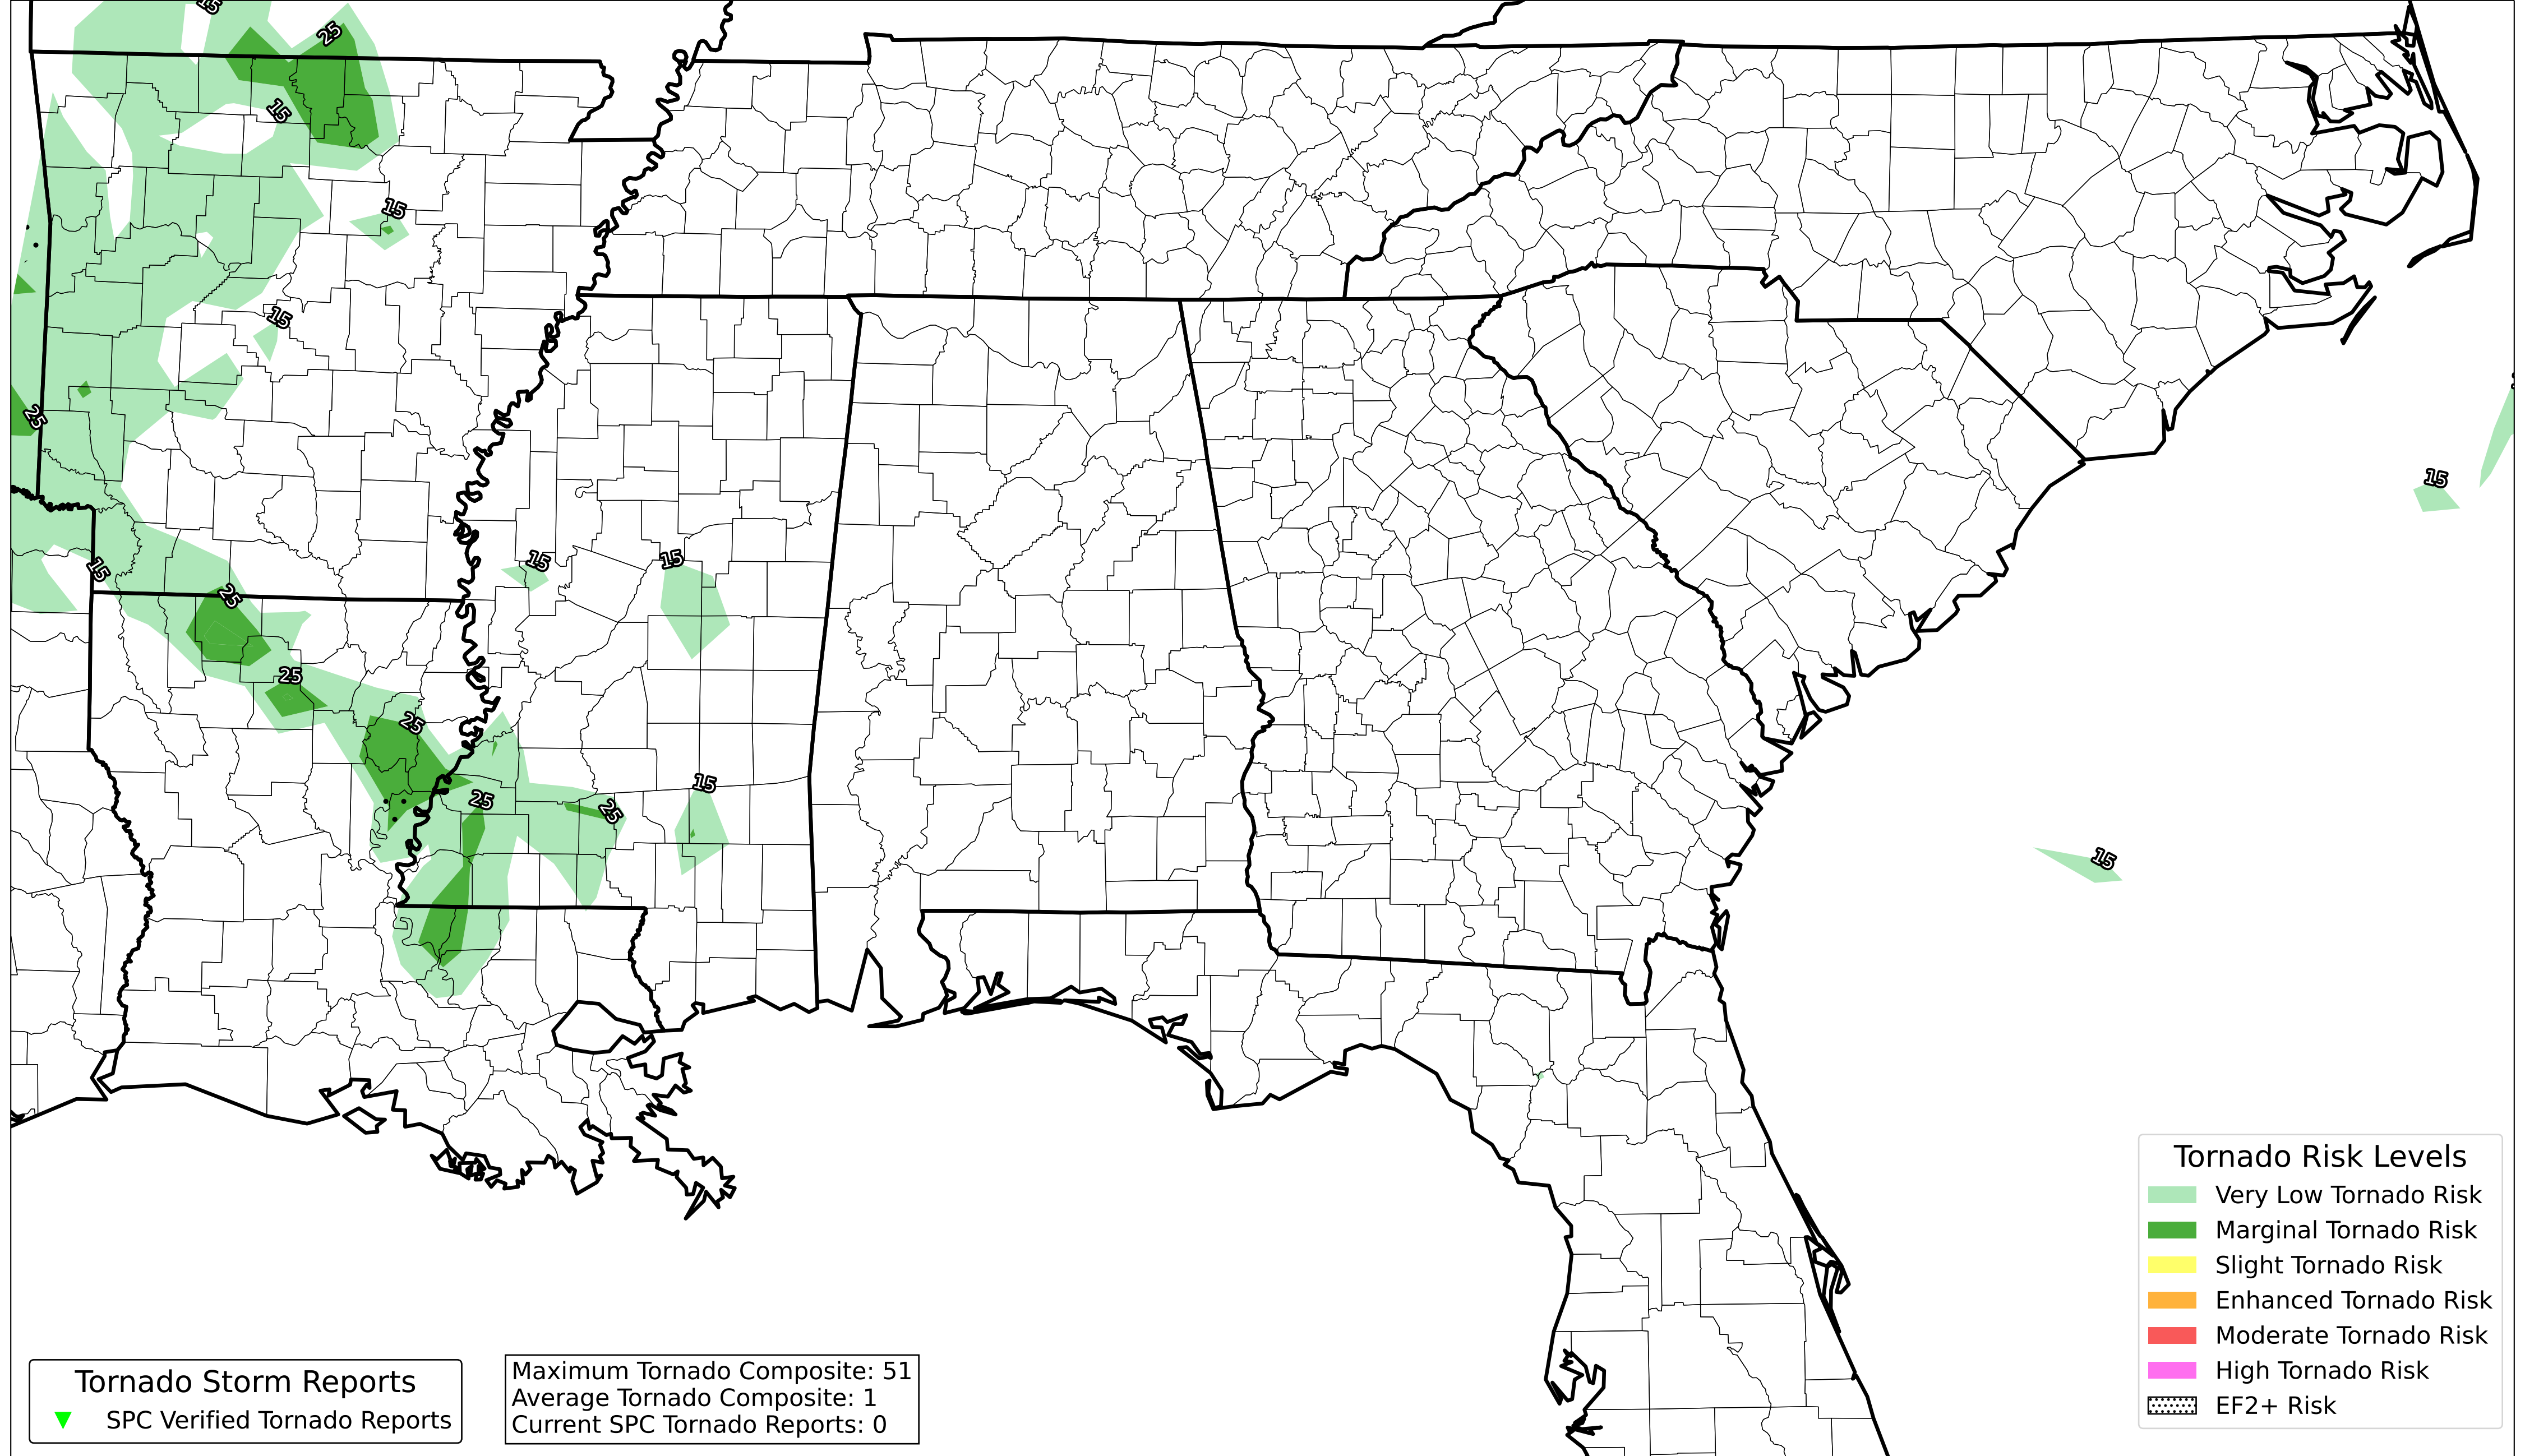 15
25
15
15
15
25
15
15
15
15
25
25
25
15
25
25
15
Tornado Risk Levels
Very Low Tornado Risk
Marginal Tornado Risk
Slight Tornado Risk
Enhanced Tornado Risk
Moderate Tornado Risk
High Tornado Risk
EF2+ Risk
Tornado Storm Reports
SPC Verified Tornado Reports
Maximum Tornado Composite: 51
Average Tornado Composite: 1
Current SPC Tornado Reports: 0